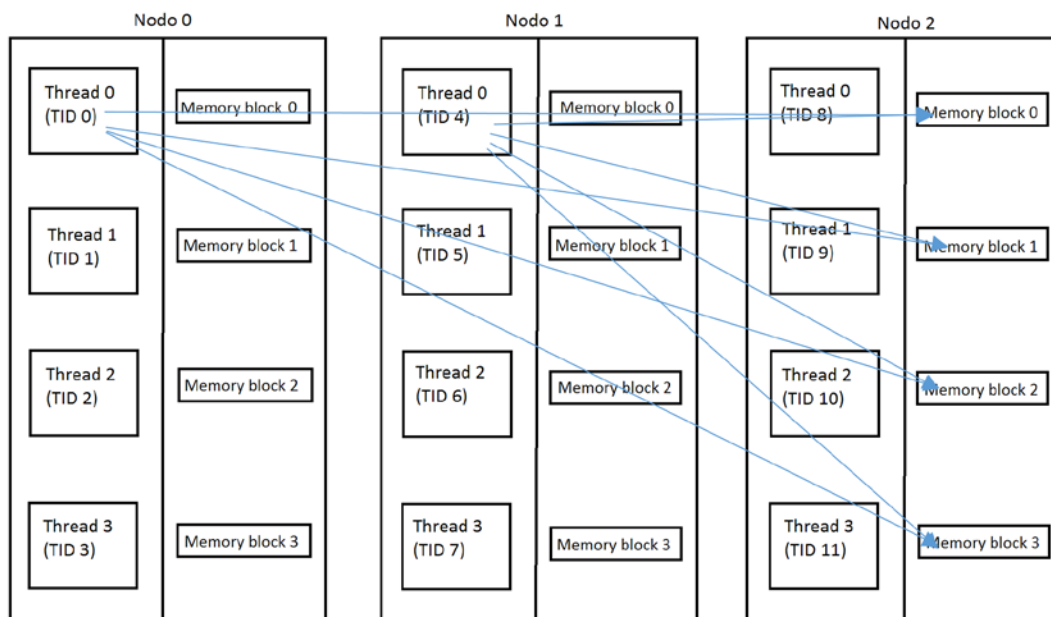 Nodo 0
Thread 0
(TID 0)
Memory block 0
Thread 1
(TID 1)
Memory block 1
Thread 2
(TID 2)
Memory block 2
Thread 3
(TID 3)
Memory block 3
Nodo 1
Thread 0
(TID 4)
Memory block 0
Thread 1
(TID 5)
Memory block 1
Thread 2
(TID 6)
Memory block 2
Thread 3
(TID 7)
Memory block 3
Nodo 2
Thread 0
(TID 8)
Memory block 0
Thread 1
(TID 9)
Memory block 1
Thread 2
(TID 10)
Memory block 2
Thread 3
(TID 11)
Memory block 3